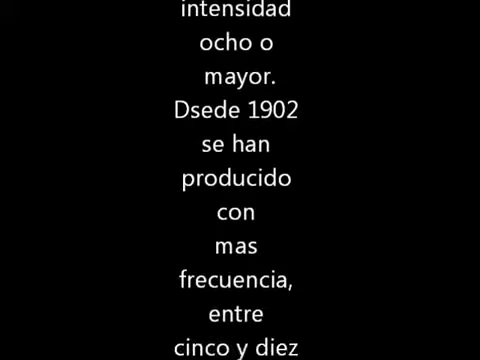 intensidad
ocho o
mayor.
Dsede 1902
se han
producido
con
mas
frecuencia,
entre
cinco y diez